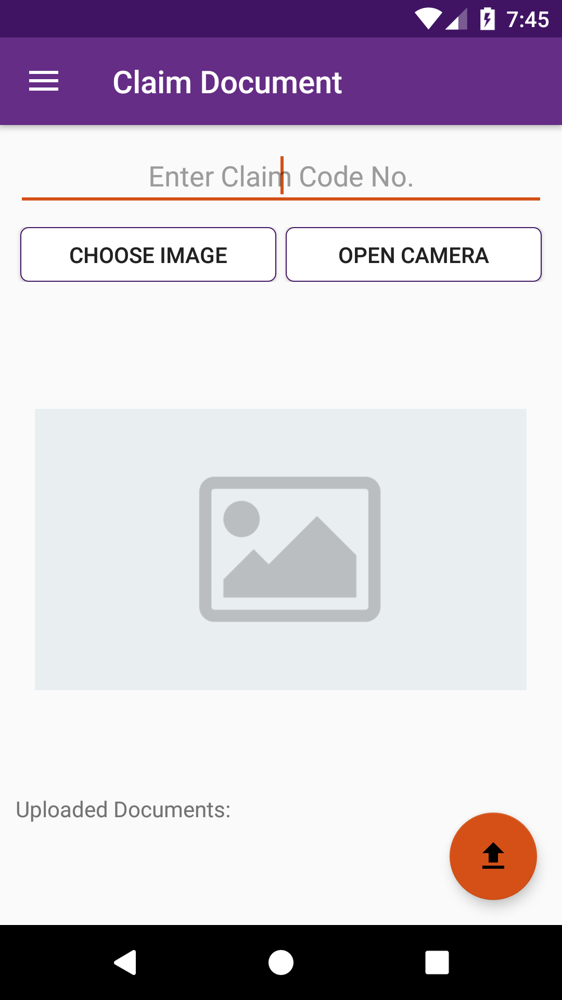 7:45
Claim Document
Enter Claim Code No.
CHOOSE IMAGE
OPEN CAMERA
Uploaded Documents: